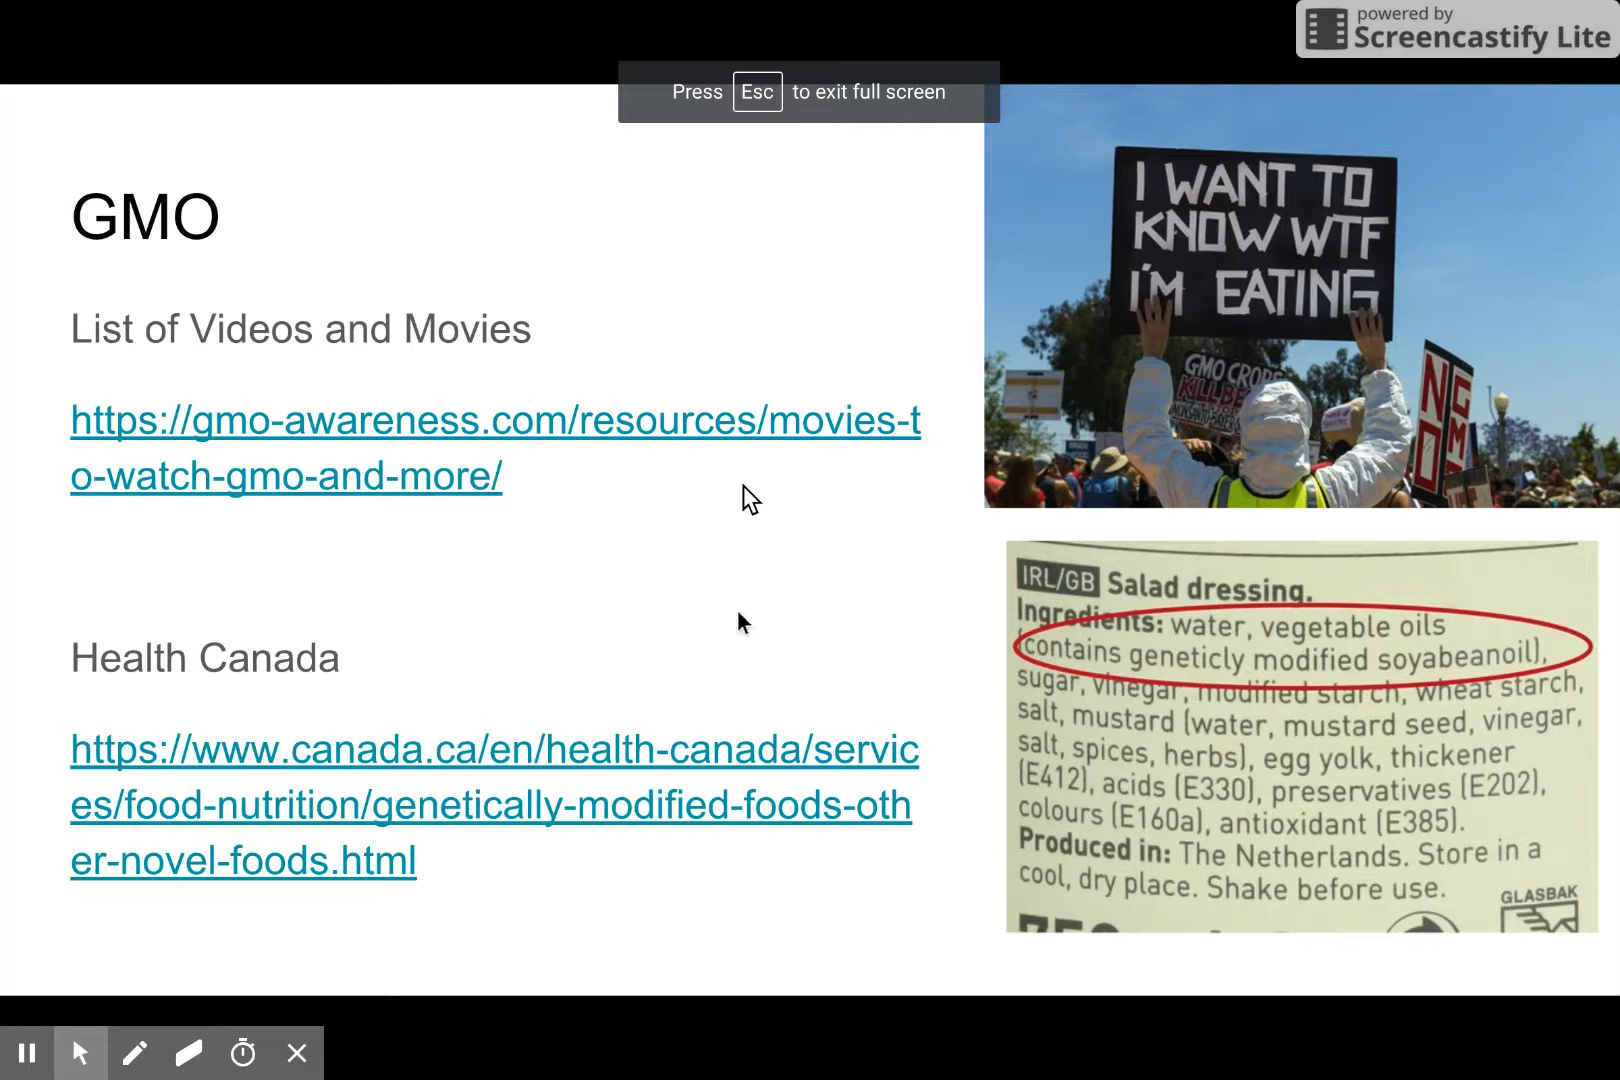 powered by
Screencastify Lite
Press Esc to exit full screen
GMO
List of Videos and Movies
https://gmo-awareness.com/resources/movies-t
o-watch-gmo-and-more/
Health Canada
https://www.canada.ca/en/health-canada/servic
es/food-nutrition/genetically-modified-foods-oth
er-novel-foods.html
I WANT TO
KNOW WTF
I'M EATING
GMO CROPS
KILL BE
MONSANTO
NO
GM
IRL/GB Salad dressing.
Ingredients: water, vegetable oils
(contains geneticly modified soyabeanoil),
sugar, vinegar, modified starch, wheat starch,
salt, mustard (water, mustard seed, vinegar,
salt, spices, herbs), egg yolk, thickener
(E412), acids (E330), preservatives (E202),
colours (E160a), antioxidant (E385).
Produced in: The Netherlands. Store in a
cool, dry place. Shake before use.
GLASBAK